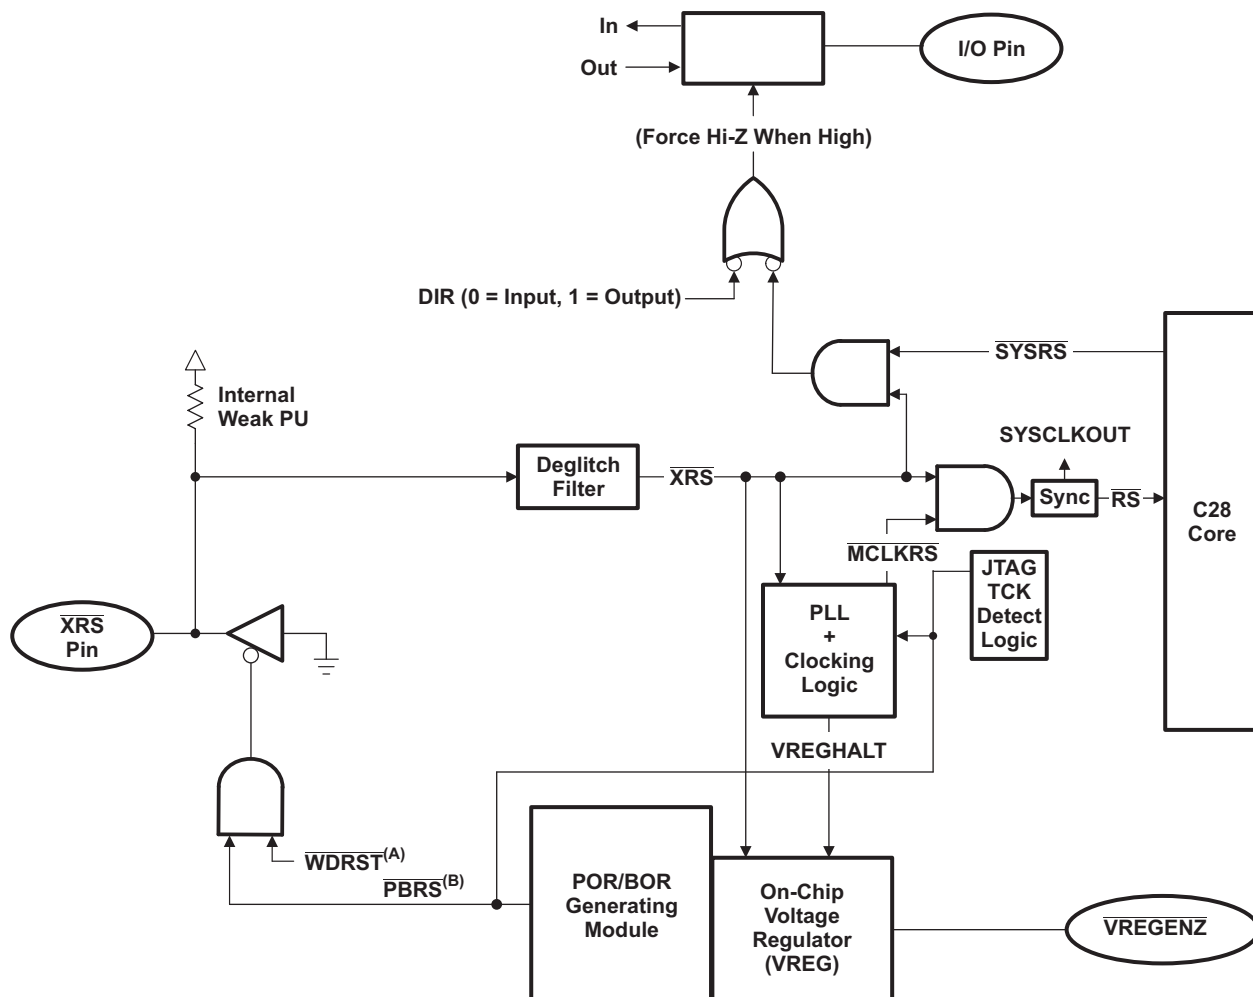 In
Out
I/O Pin
(Force Hi-Z When High)
DIR (0 = Input, 1 = Output)
Internal
Weak PU
SYSRS
SYSCLKOUT
Deglitch
Filter
XRS
Sync
RS
C28
Core
MCLKRS
JTAG
TCK
Detect
Logic
XRS
Pin
PLL
+
Clocking
Logic
VREGHALT
WDRST(A)
PBRS(B)
POR/BOR
Generating
Module
On-Chip
Voltage
Regulator
(VREG)
VREGENZ